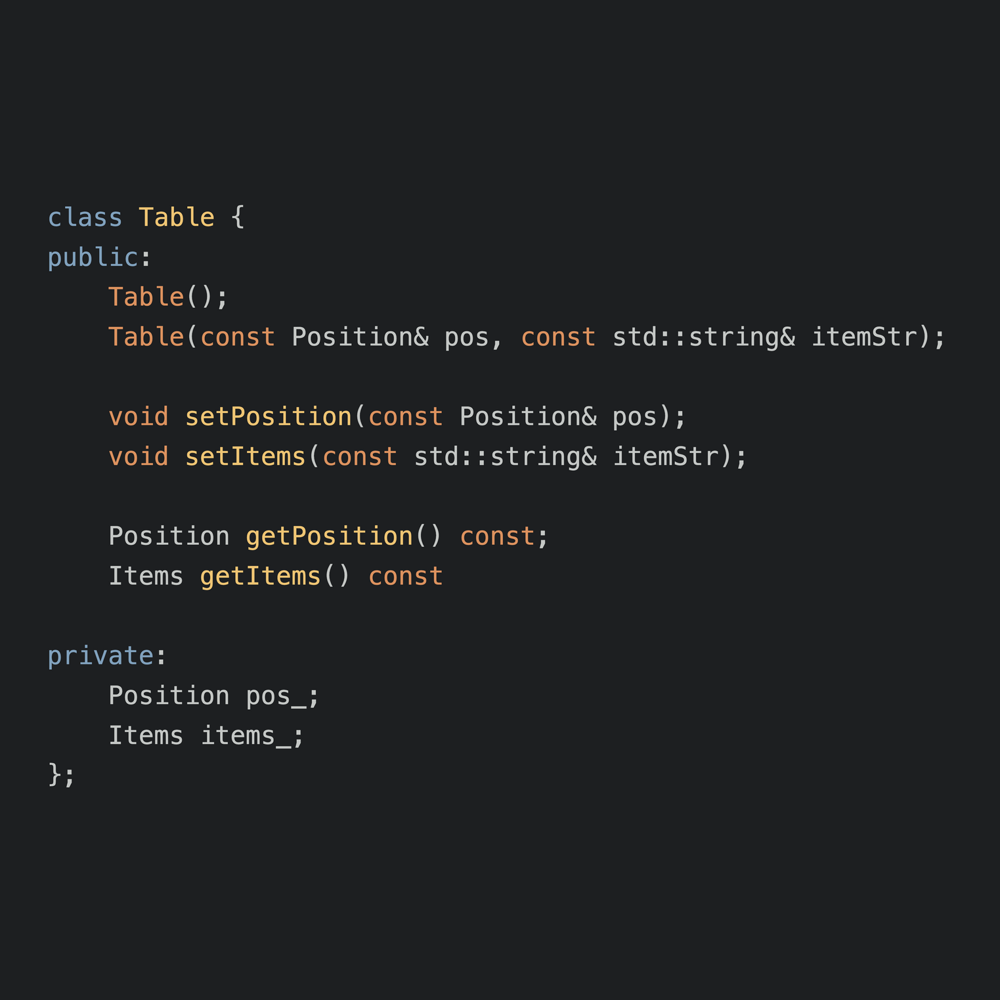 class Table {
public:
    Table();
    Table(const Position& pos, const std::string& itemStr);

    void setPosition(const Position& pos);
    void setItems(const std::string& itemStr);

    Position getPosition() const;
    Items getItems() const

private:
    Position pos_;
    Items items_;
};